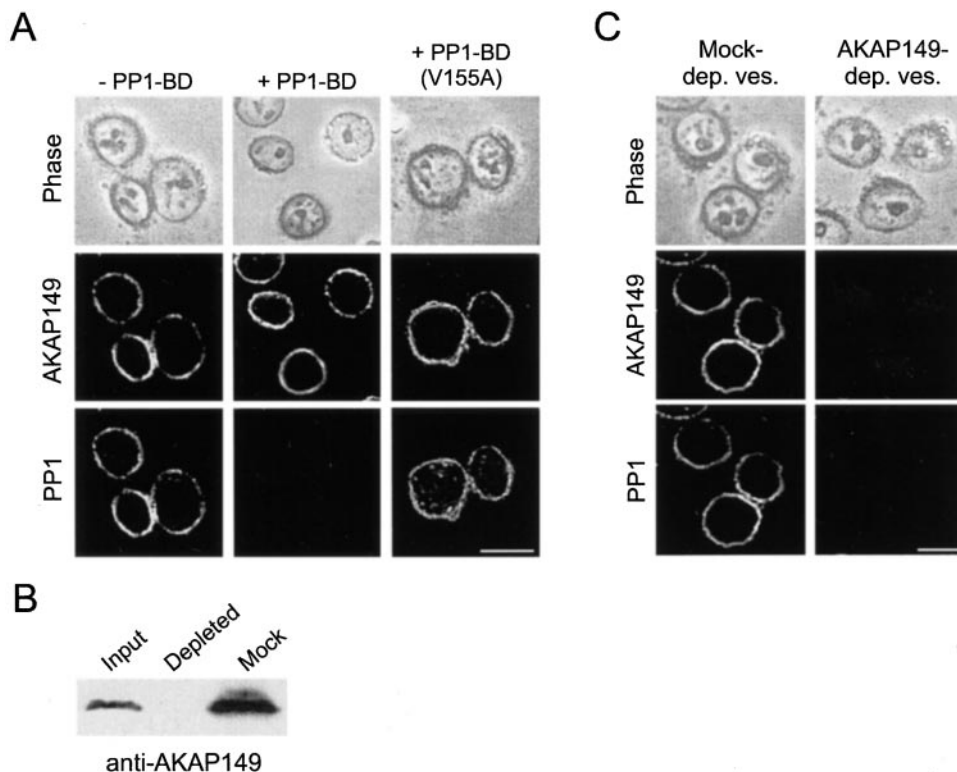 A
- PP1-BD
+ PP1-BD
+ PP1-BD
(V155A)
Phase
AKAP149
PP1
B
Input
Depleted
Mock
anti-AKAP149
C
Mock-
dep. ves.
AKAP149-
dep. ves.
Phase
AKAP149
PP1